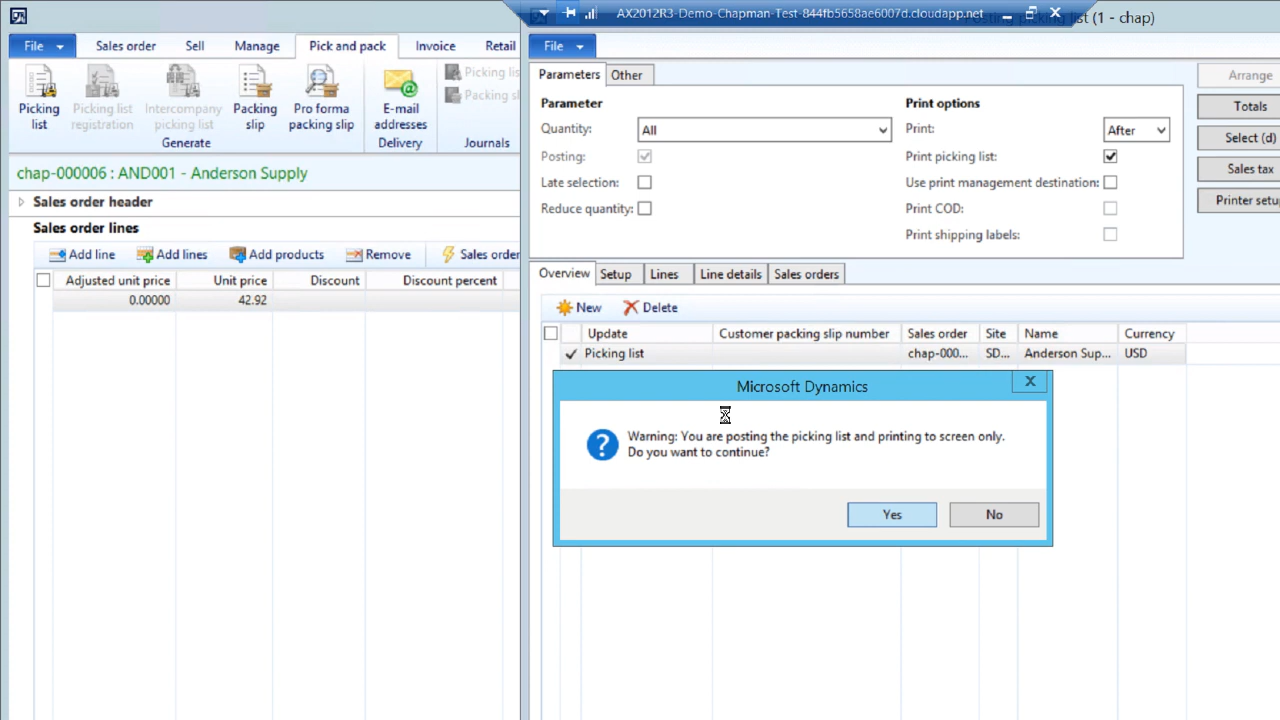 AX2012R3-Demo-Chapman-Test-844fb5658ae6007d.cloudapp.net
picking list (1 - chap)
File Sales order Sell Manage Pick and pack Invoice Retail
Picking list
Picking list registration
Intercompany picking list
Packing slip
Pro forma packing slip
E-mail addresses
Picking lis
Packing sl
Generate Delivery Journals
chap-000006 : AND001 - Anderson Supply
Sales order header
Sales order lines
Add line Add lines Add products Remove Sales order
Adjusted unit price Unit price Discount Discount percent
0.00000 42.92
File
Parameters Other
Parameter
Quantity: All
Posting:
Late selection:
Reduce quantity:
Print options
Print: After
Print picking list:
Use print management destination:
Print COD:
Print shipping labels:
Arrange
Totals
Select (d)
Sales tax
Printer setup
Overview Setup Lines Line details Sales orders
New Delete
Update Customer packing slip number Sales order Site Name Currency
Picking list chap-000... SD... Anderson Sup... USD
Microsoft Dynamics
X
Warning: You are posting the picking list and printing to screen only.
Do you want to continue?
Yes No